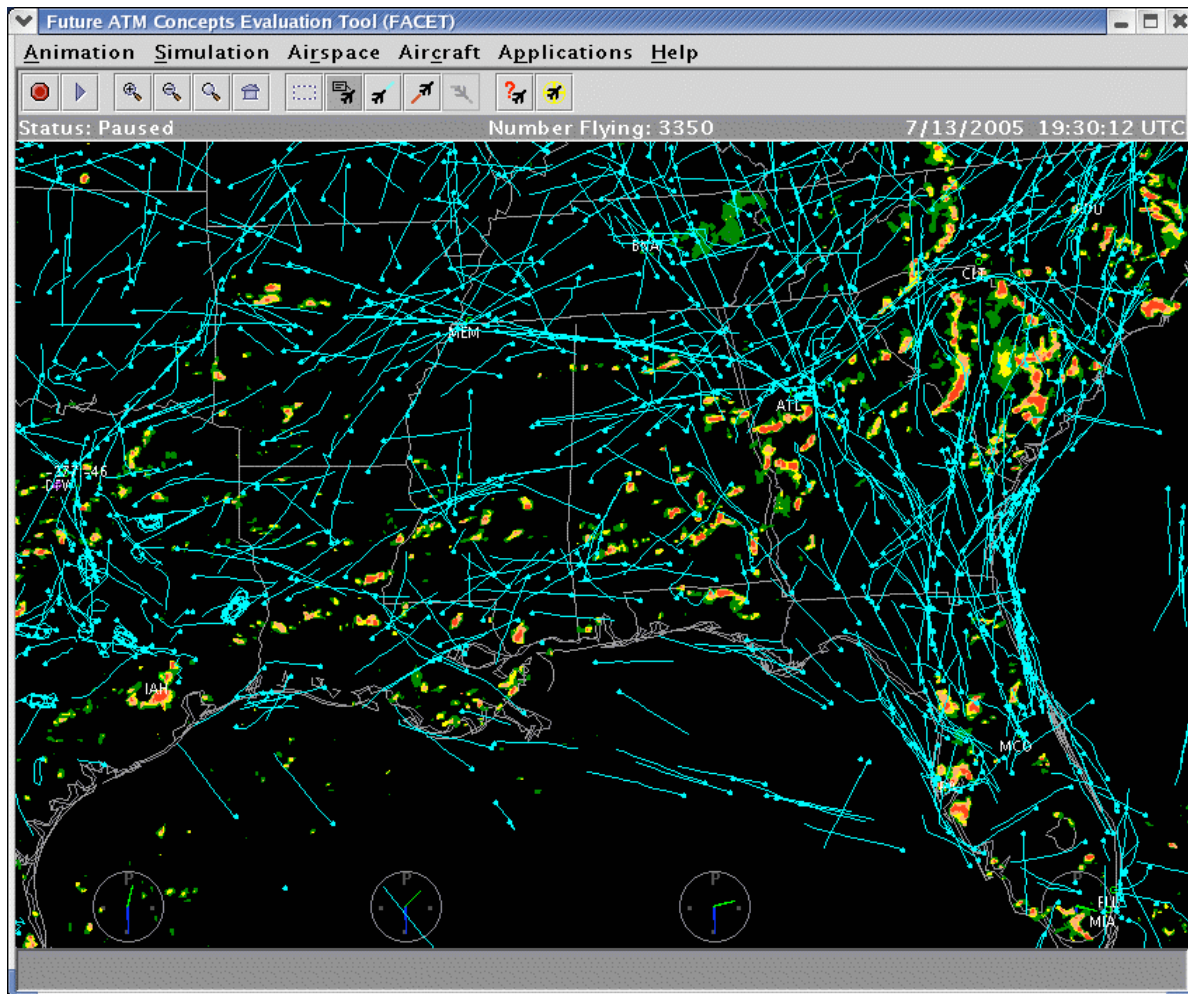 Future ATM Concepts Evaluation Tool (FACET)
Animation Simulation Airspace Aircraft Applications Help
Status: Paused Number Flying: 3350 7/13/2005 19:30:12 UTC
BNA
CLT
MEM
ATL
DFW
IAH
MCO
P P P P
FLL
MIA